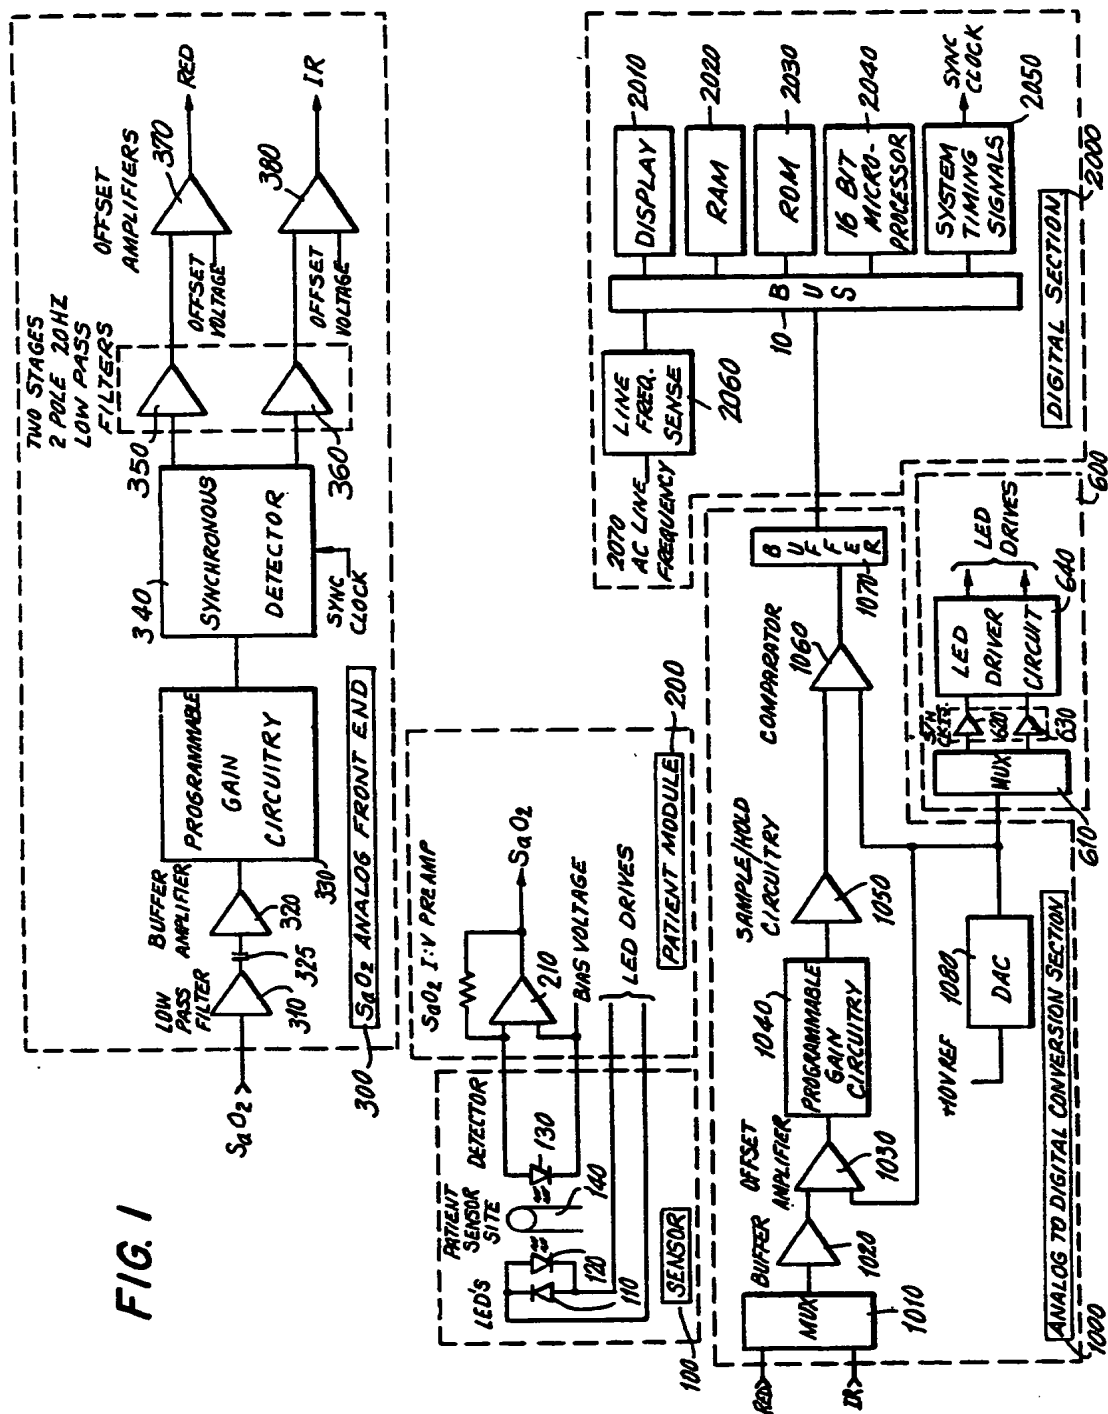 FIG. 1
SaO2
LOW
PASS
FILTER
310
325
BUFFER
AMPLIFIER
320
PROGRAMMABLE
GAIN
CIRCUITRY
330
340
SYNCHRONOUS
DETECTOR
SYNC
CLOCK
TWO STAGES
2 POLE 20HZ
LOW PASS
FILTERS
350
360
OFFSET
AMPLIFIERS
370
OFFSET
VOLTAGE
RED
380
OFFSET
VOLTAGE
IR
300
SaO2 ANALOG FRONT END
LED'S
PATIENT
SENSOR
SITE
DETECTOR
130
140
120
110
SENSOR
100
SaO2 I:V PREAMP
210
SaO2
BIAS VOLTAGE
LED DRIVES
PATIENT MODULE
200
RED
IR
MUX
1010
BUFFER
1020
OFFSET
AMPLIFIER
1030
1040
PROGRAMMABLE
GAIN
CIRCUITRY
SAMPLE/HOLD
CIRCUITRY
1050
COMPARATOR
1060
BUFFER
1070
+10VREF
1080
DAC
ANALOG TO DIGITAL CONVERSION SECTION
1000
610
MUX
S/H
CKTS.
620
630
LED
DRIVER
CIRCUIT
640
LED
DRIVES
600
2070
AC LINE
FREQUENCY
LINE
FREQ.
SENSE
2060
10
BUS
DISPLAY
2010
RAM
2020
ROM
2030
16 BIT
MICRO-
PROCESSOR
2040
SYSTEM
TIMING
SIGNALS
2050
SYNC
CLOCK
DIGITAL SECTION
2000